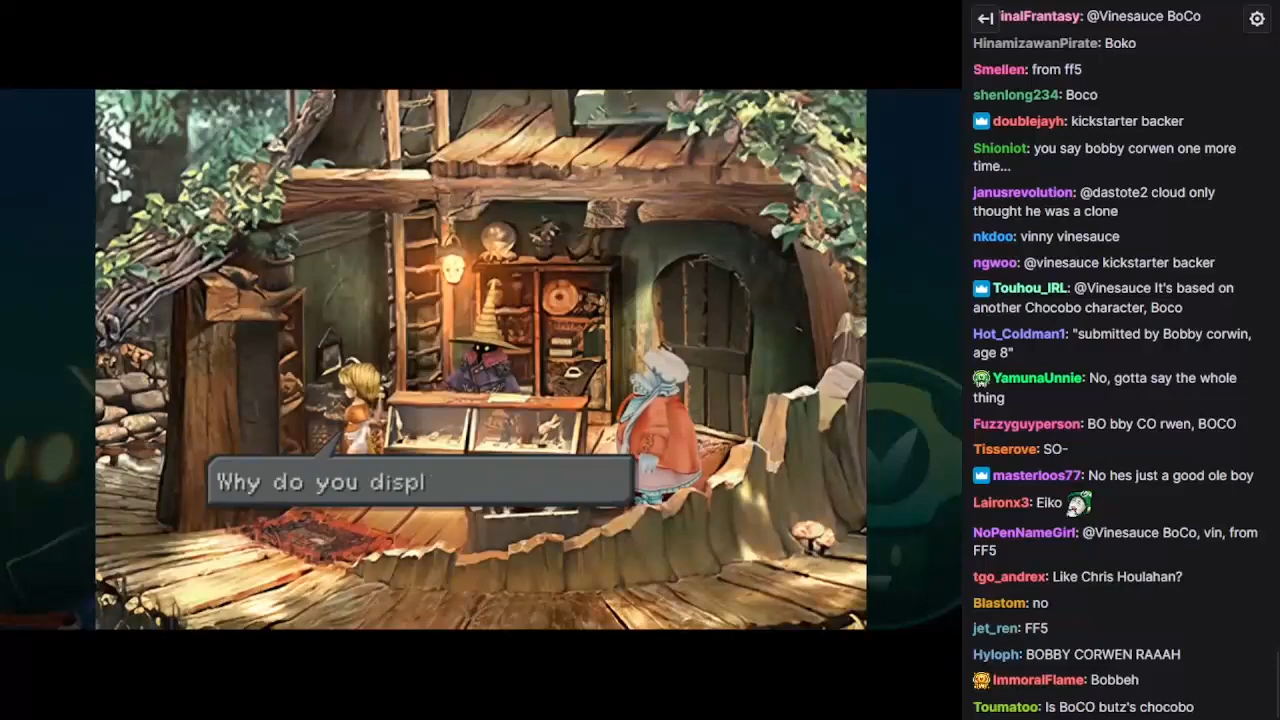 Why do you displ
inalFrantasy: @Vinesauce BoCo
HinamizawanPirate: Boko
Smellen: from ff5
shenlong234: Boco
doublejayh: kickstarter backer
Shioniot: you say bobby corwen one more
time...
janusrevolution: @dastote2 cloud only
thought he was a clone
nkdoo: vinny vinesauce
ngwoo: @vinesauce kickstarter backer
Touhou_IRL: @Vinesauce It's based on
another Chocobo character, Boco
Hot_Coldman1: "submitted by Bobby corwin,
age 8"
YamunaUnnie: No, gotta say the whole
thing
Fuzzyguyperson: BO bby CO rwen, BOCO
Tisserove: SO-
masterloos77: No hes just a good ole boy
Laironx3: Eiko
NoPenNameGirl: @Vinesauce BoCo, vin, from
FF5
tgo_andrex: Like Chris Houlahan?
Blastom: no
jet_ren: FF5
Hyloph: BOBBY CORWEN RAAAH
ImmoralFlame: Bobbeh
Toumatoo: Is BoCO butz's chocobo